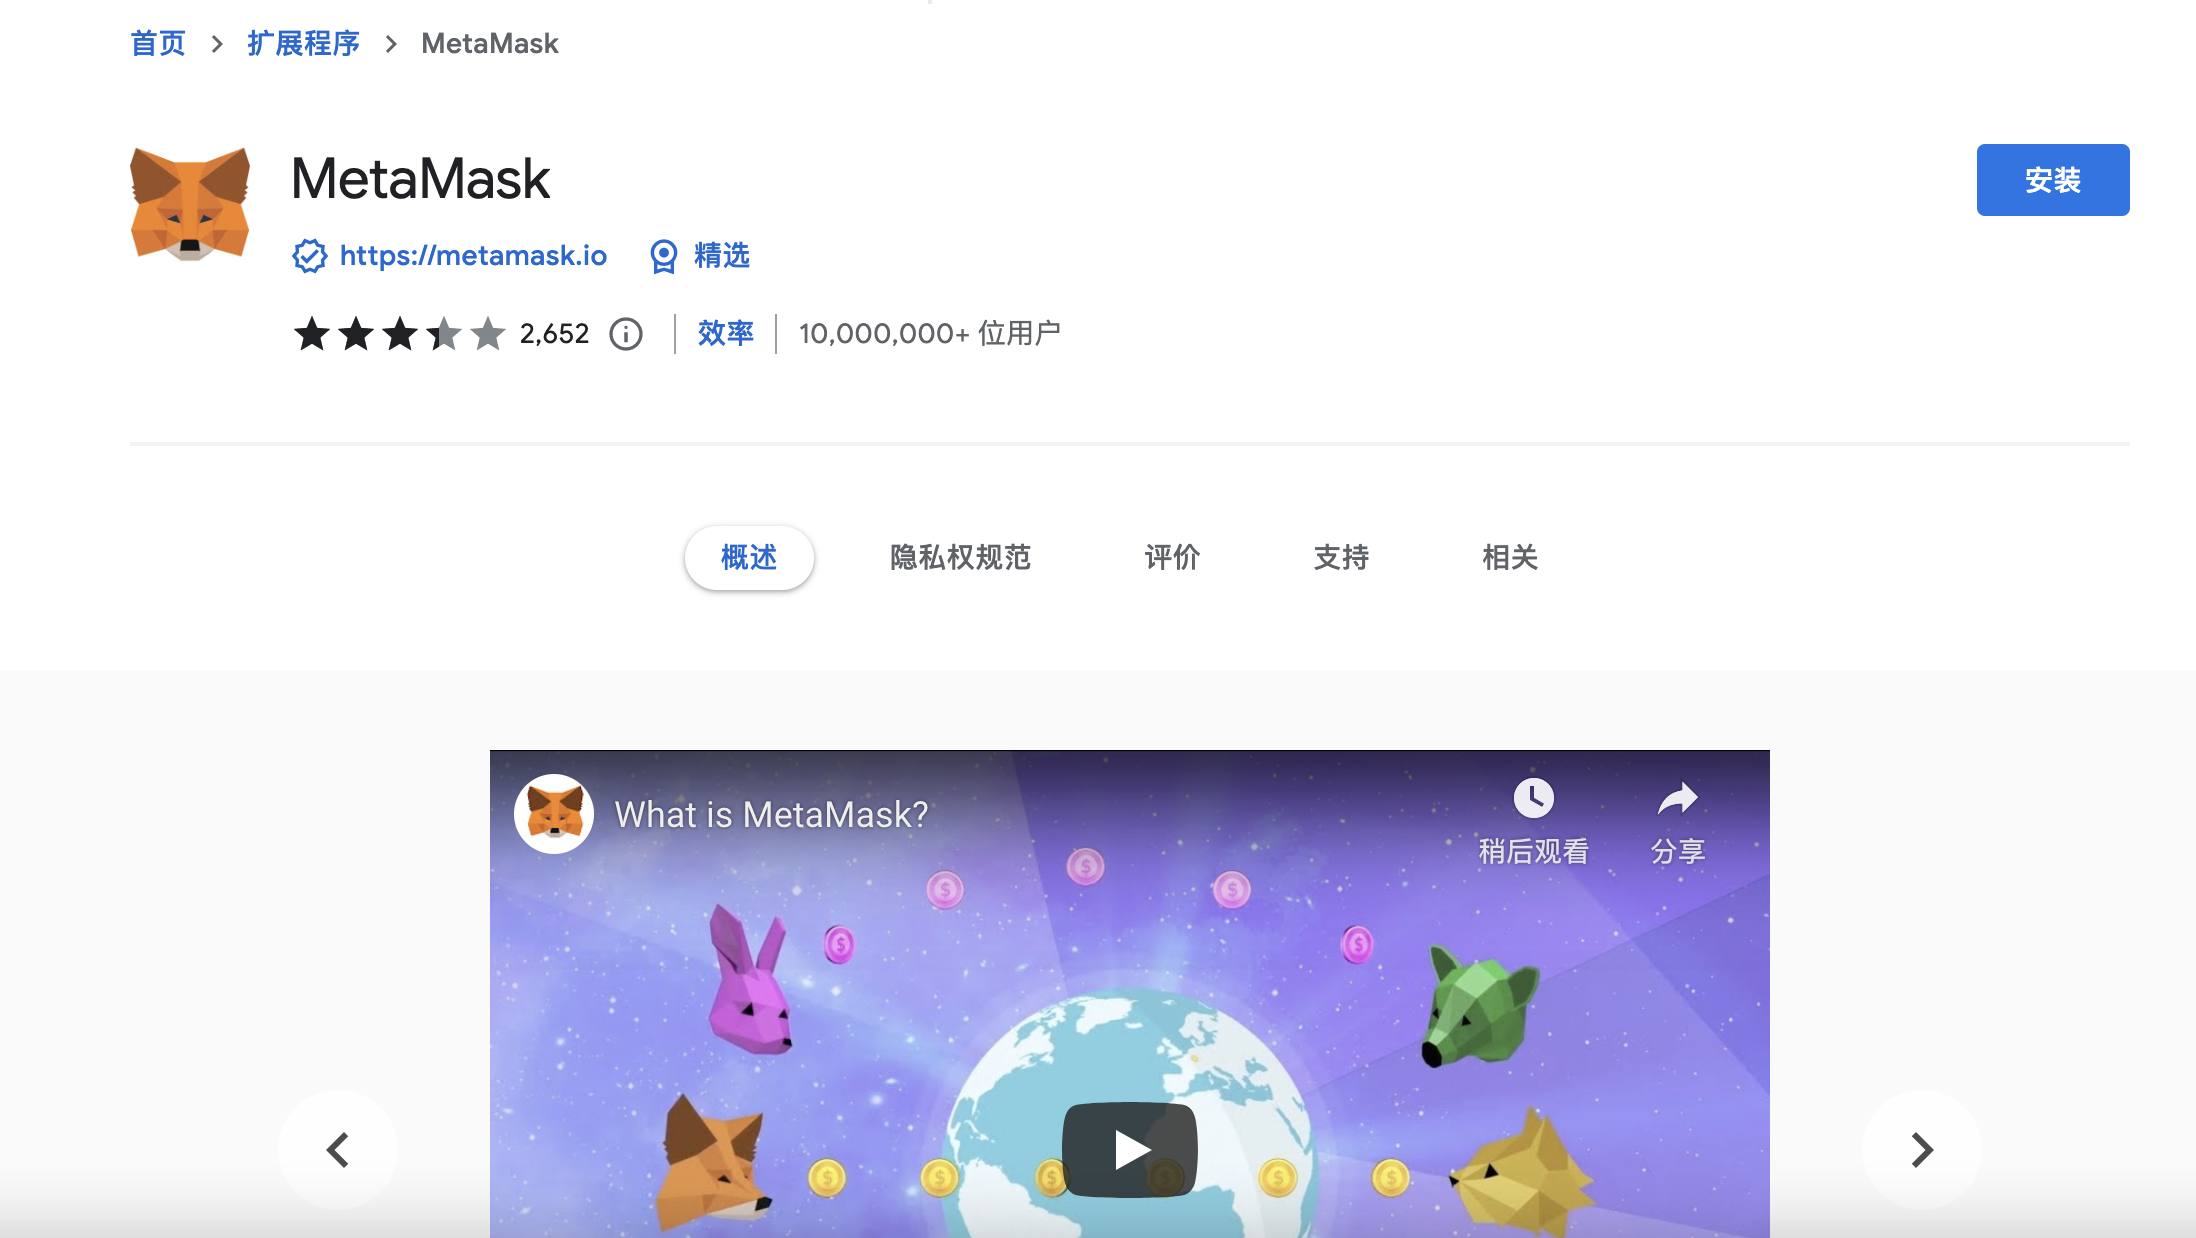 首页 > 扩展程序 > MetaMask
MetaMask
安装
https://metamask.io 精选
2,652 效率 10,000,000+ 位用户
概述 隐私权规范 评价 支持 相关
What is MetaMask?
稍后观看 分享